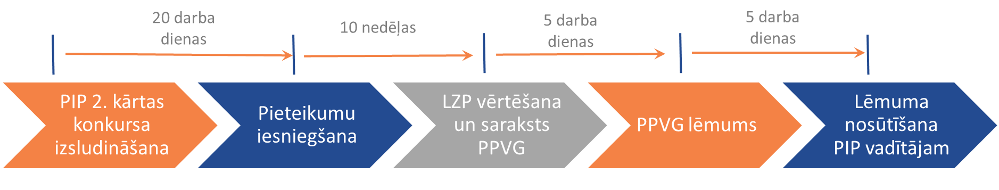 20 darba
dienas
10 nedēļas
5 darba
dienas
5 darba
dienas
PIP 2. kārtas
konkursa
izsludināšana
Pieteikumu
iesniegšana
LZP vērtēšana
un saraksts
PPVG
PPVG lēmums
Lēmuma
nosūtīšana
PIP vadītājam